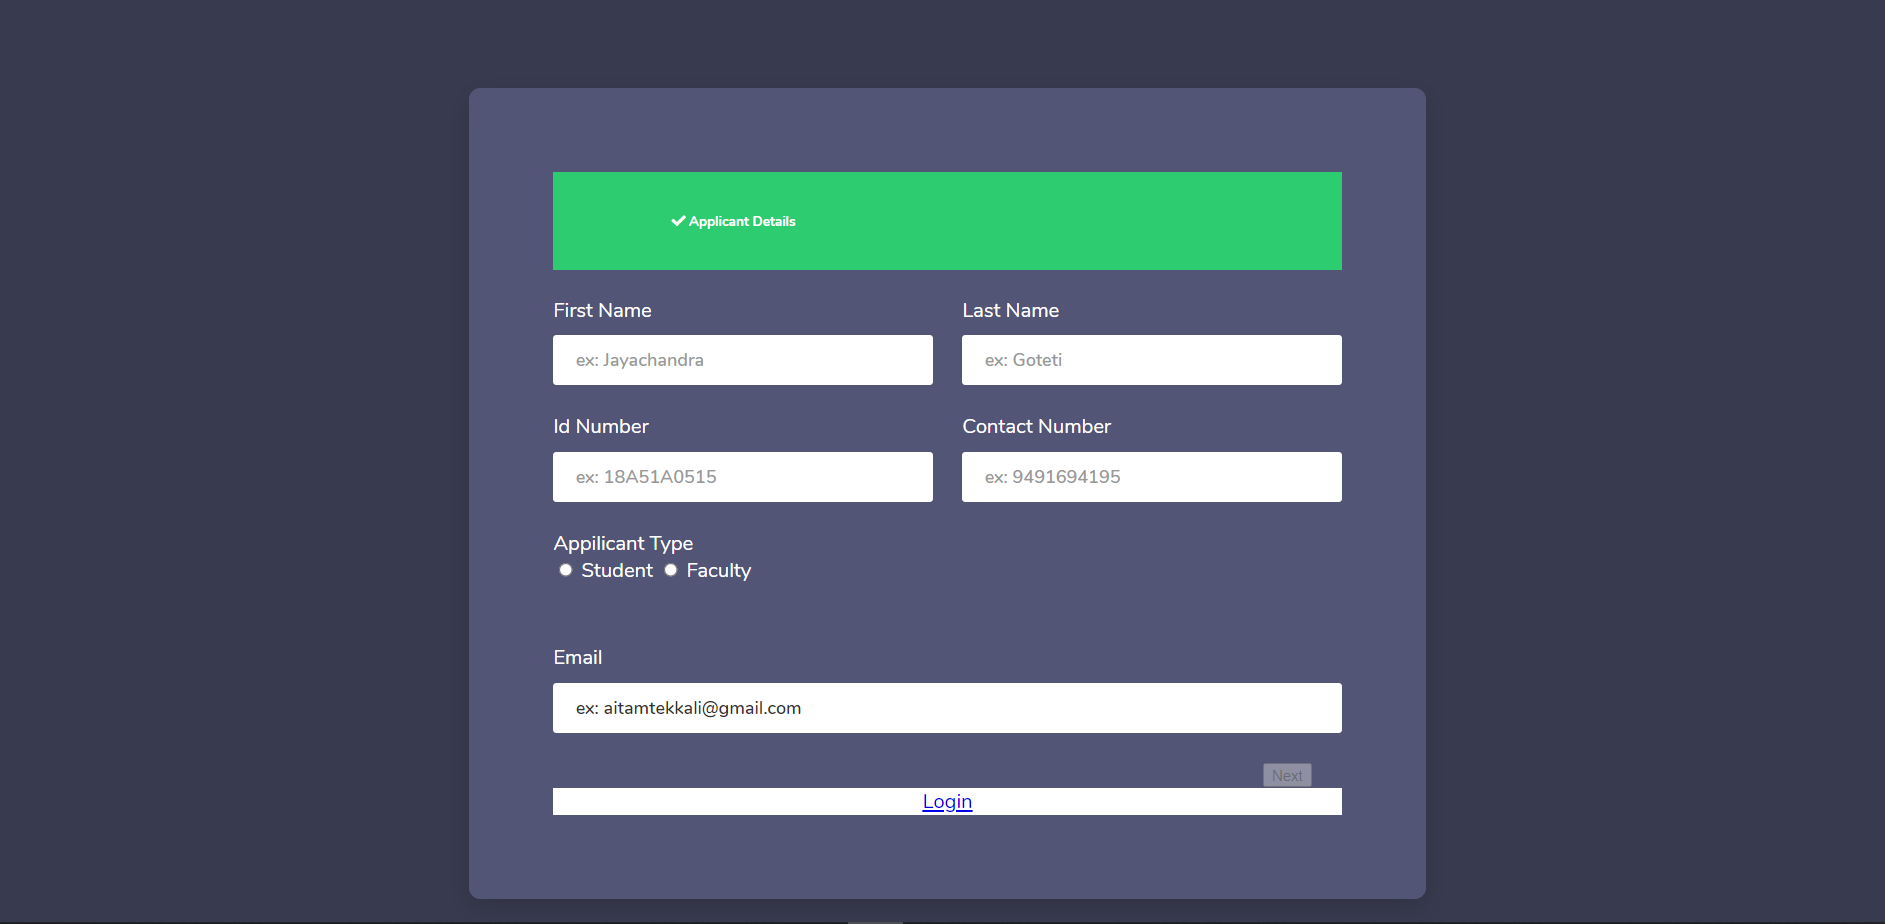 Applicant Details
First Name Last Name
ex: Jayachandra ex: Goteti
Id Number Contact Number
ex: 18A51A0515 ex: 9491694195
Appilicant Type
Student Faculty
Email
ex: aitamtekkali@gmail.com
Next
Login